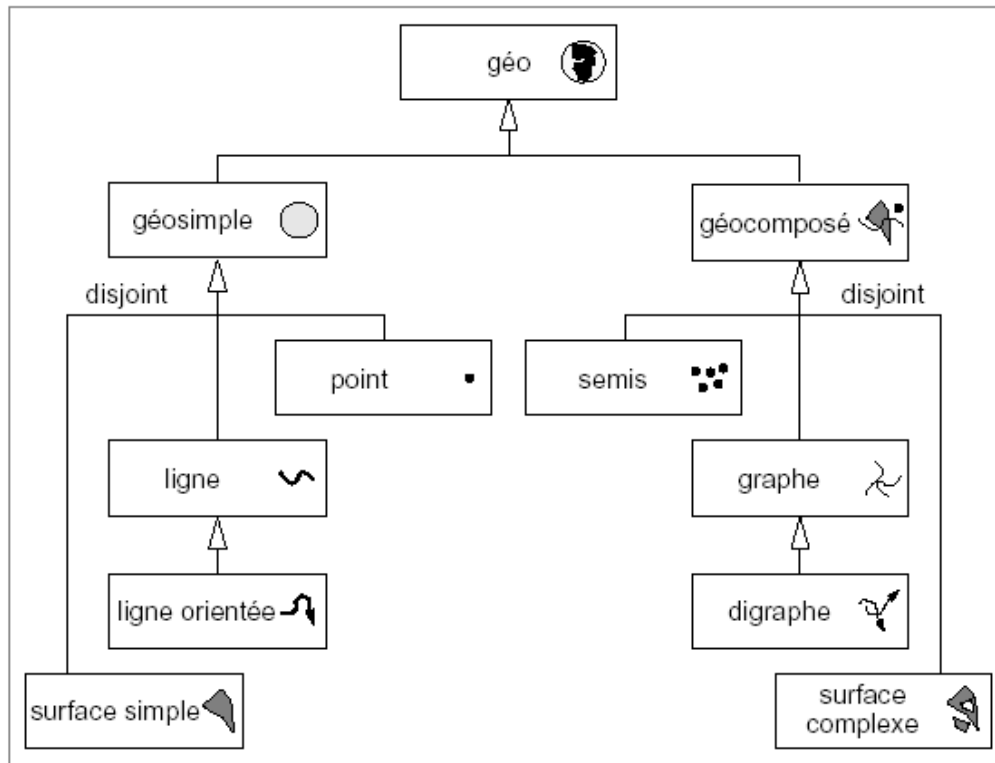 géo
géosimple
géocomposé
disjoint
disjoint
point
semis
ligne
graphe
ligne orientée
digraphe
surface simple
surface
complexe